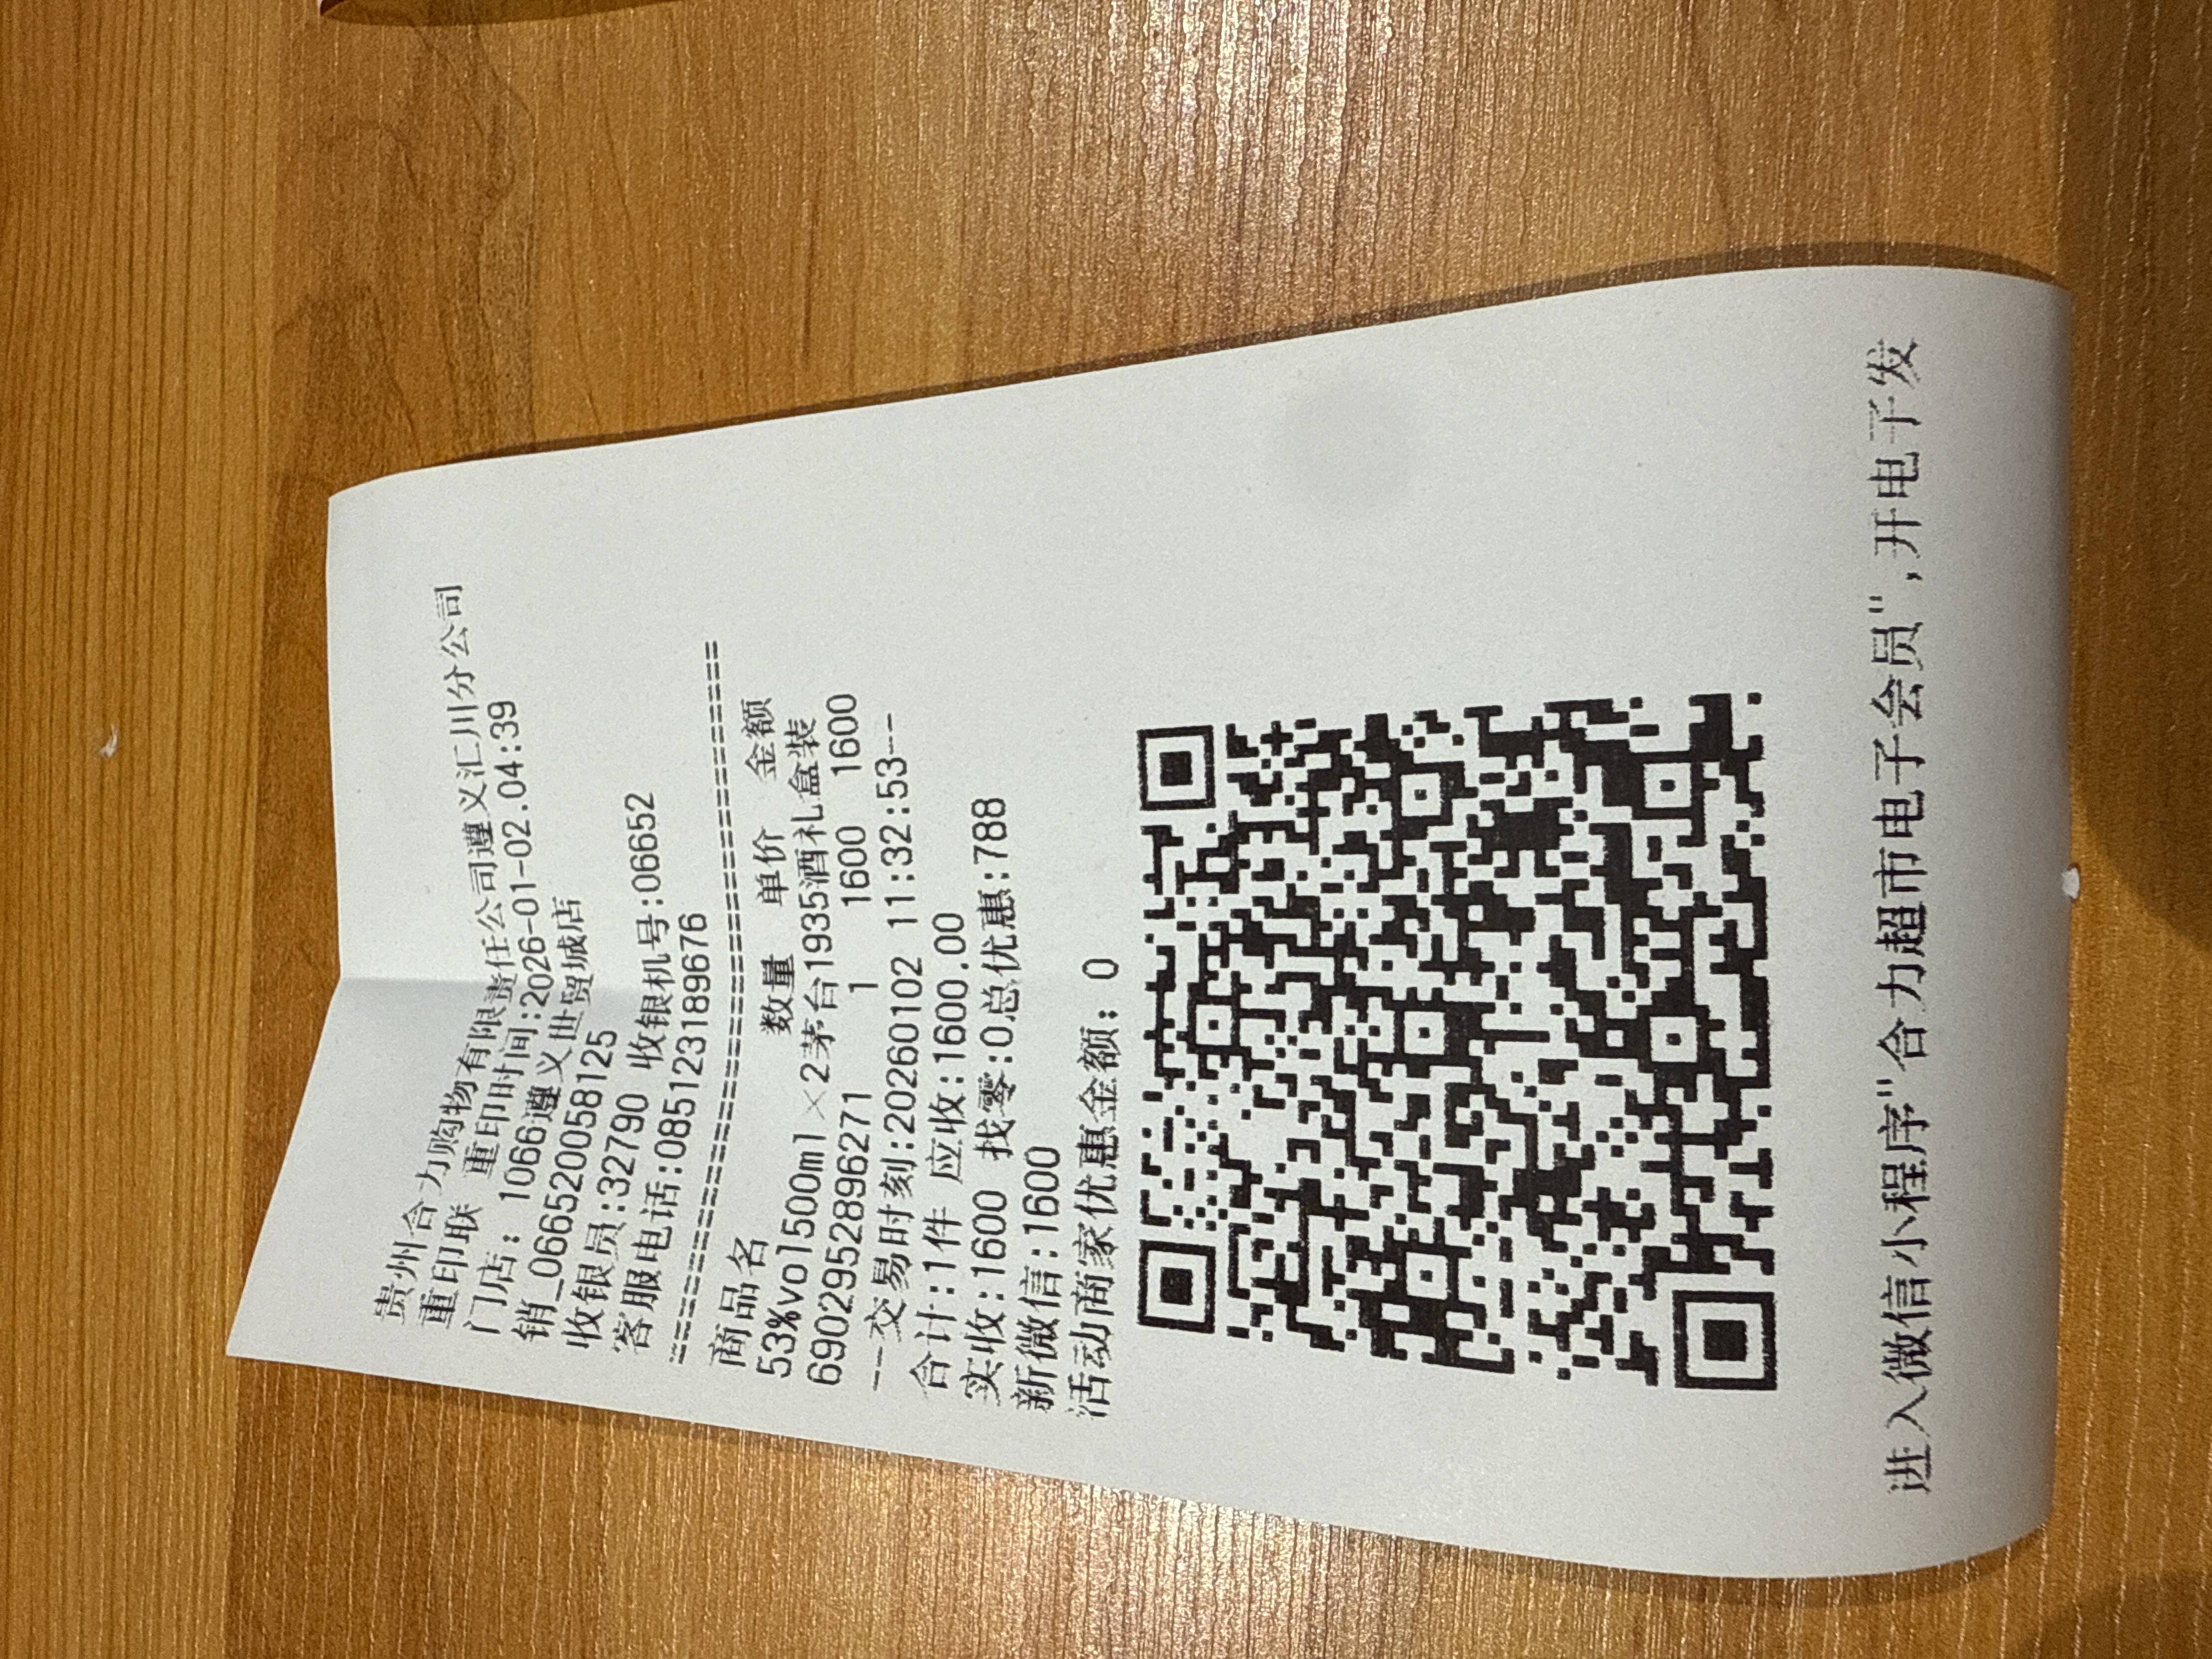 贵州合力购物有限责任公司遵义汇川分公司
重印联 重印时间:2026-01-02.04:39
门店: 1066遵义世贸城店
销_066520058125
收银员:32790 收银机号:06652
客服电话:085123189676
======================================
商品名 数量 单价 金额
53%vol500ml×2茅台1935酒礼盒装
6902952896271 1 1600 1600
---交易时刻:20260102 11:32:53---
合计:1件 应收:1600.00
实收:1600 找零:0总优惠:788
新微信:1600
活动商家优惠金额: 0
进入微信小程序"合力超市电子会员",开电子发